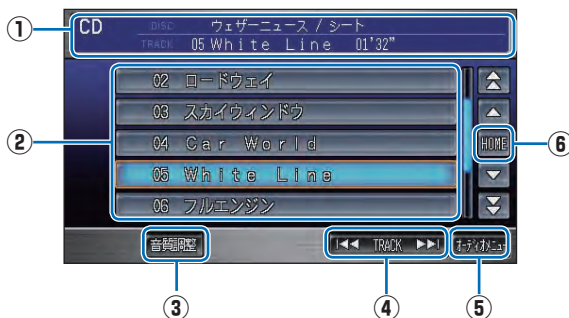 ①
CD
DISC ウェザーニュース / シート
TRACK 05 White Line 01'32"
②
02 ロードウェイ
03 スカイウィンドウ
04 Car World
05 White Line
06 フルエンジン
HOME
⑥
音質調整
TRACK
オーディオメニュー
③
④
⑤